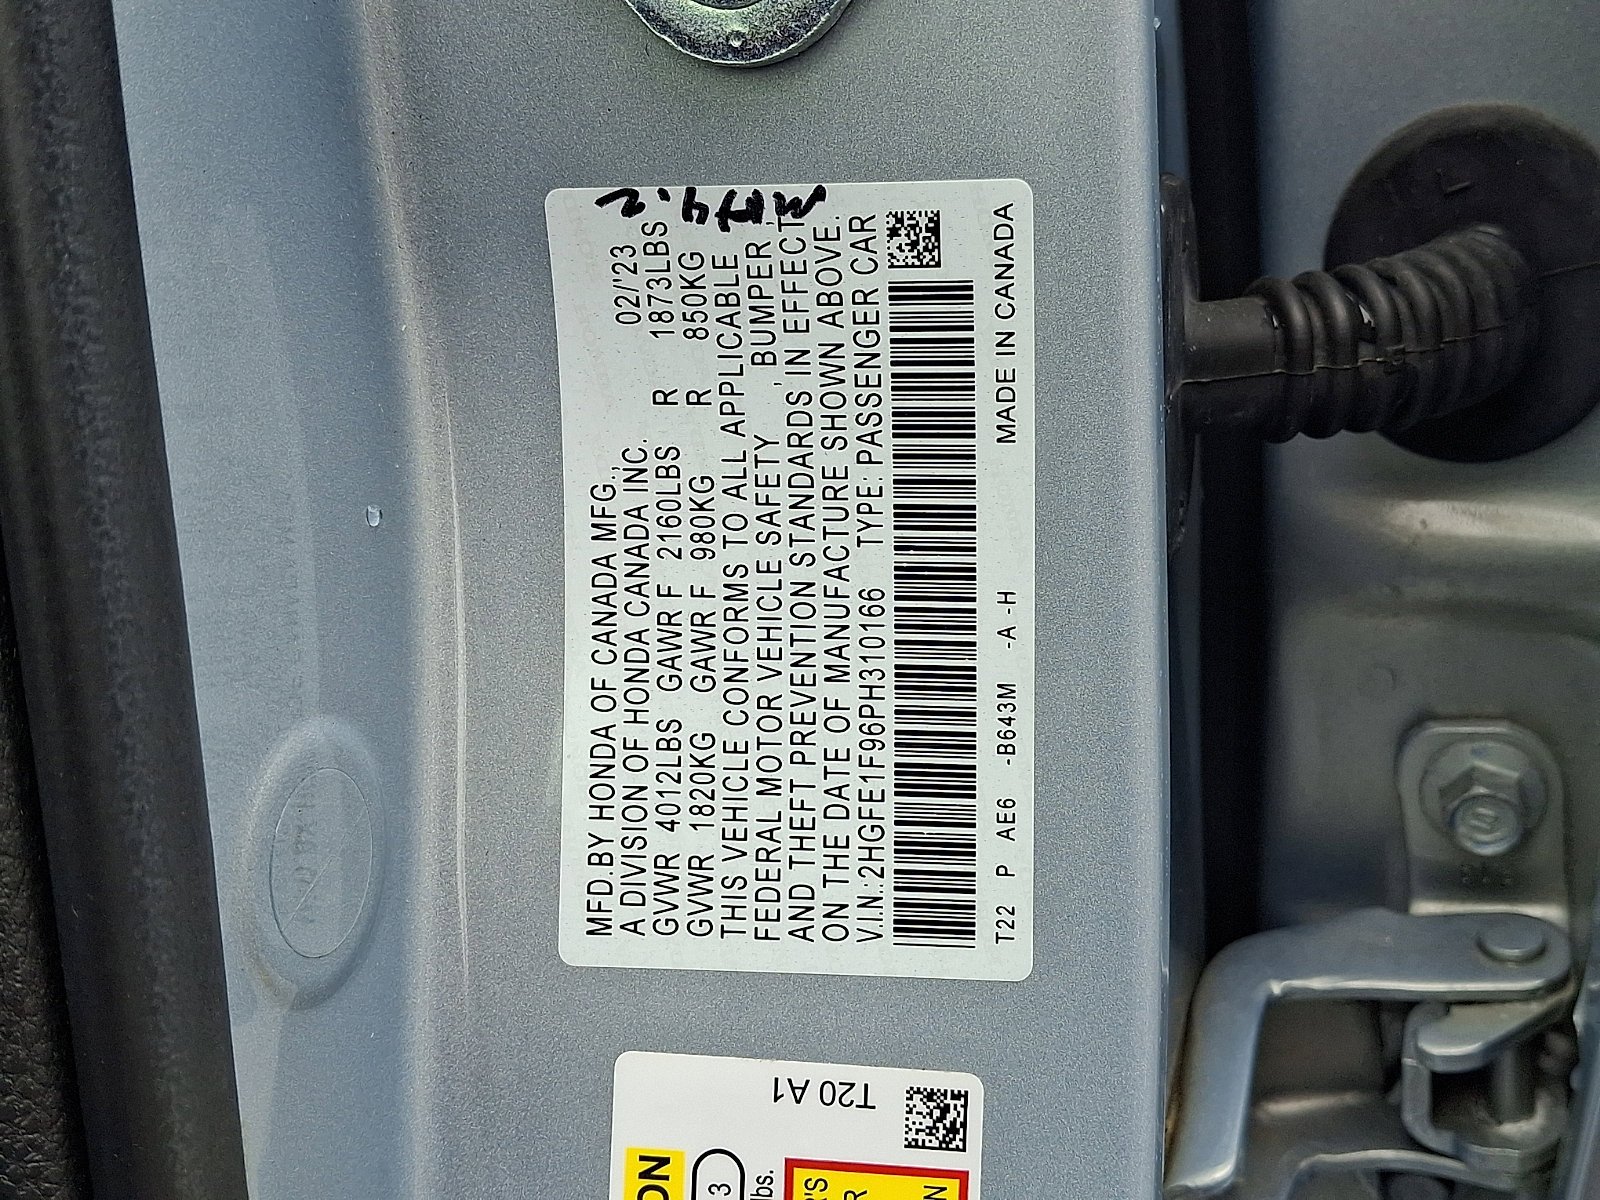 MFD.BY HONDA OF CANADA MFG.,
A DIVISION OF HONDA CANADA INC. 02/'23
GVWR 4012LBS GAWR F 2160LBS R 1873LBS
GVWR 1820KG GAWR F 980KG R 850KG
THIS VEHICLE CONFORMS TO ALL APPLICABLE
FEDERAL MOTOR VEHICLE SAFETY , BUMPER ,
AND THEFT PREVENTION STANDARDS IN EFFECT
ON THE DATE OF MANUFACTURE SHOWN ABOVE.
V.I.N.:2HGFE1F96PH310166 TYPE: PASSENGER CAR
T22 P AE6 -B643M -A -H MADE IN CANADA
T20 A1
ON
3
lbs.
R'S
R
N